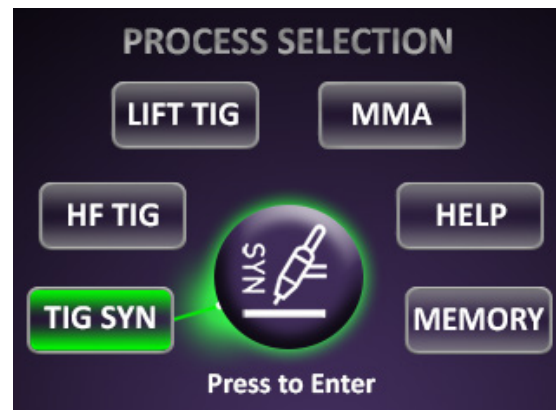 PROCESS SELECTION
LIFT TIG
MMA
HF TIG
HELP
SYN
TIG SYN
MEMORY
Press to Enter